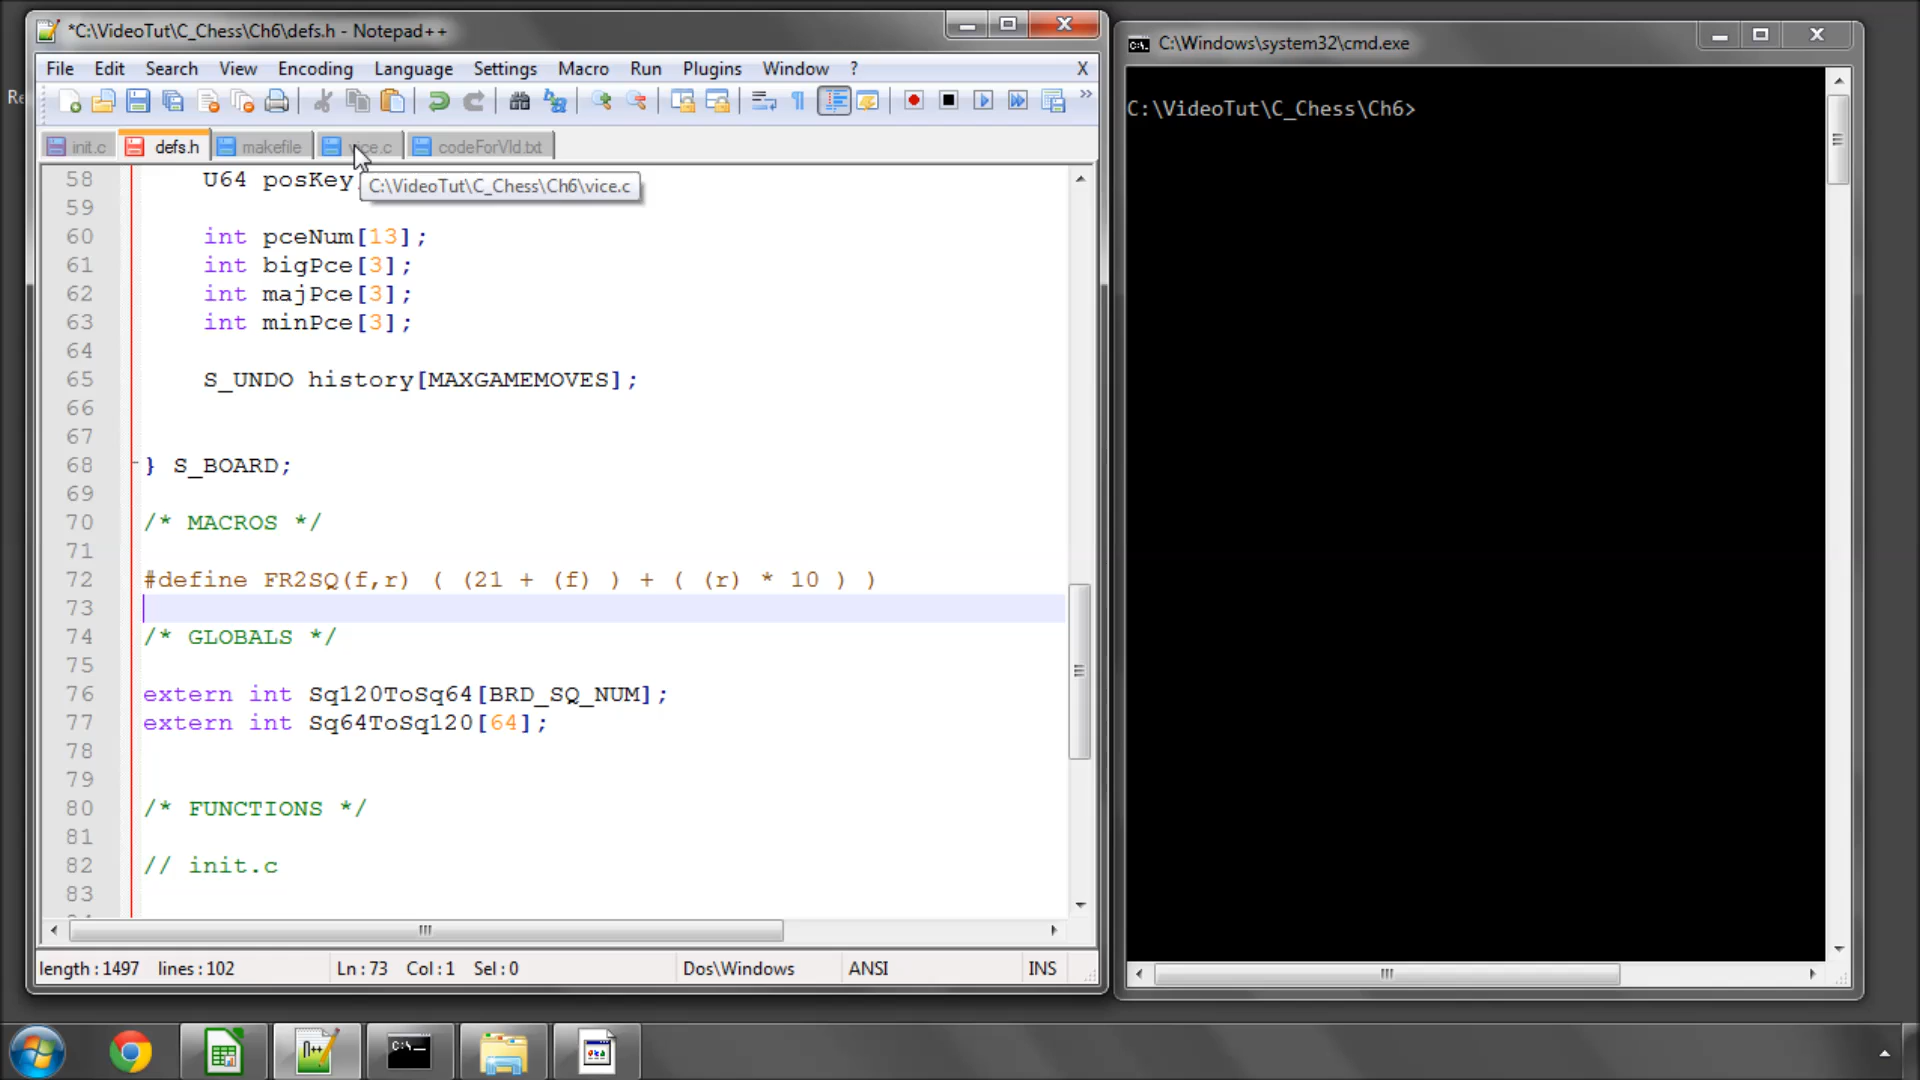 *C:\VideoTut\C_Chess\Ch6\defs.h - Notepad++
File Edit Search View Encoding Language Settings Macro Run Plugins Window ? X
init.c defs.h makefile vice.c codeForVid.txt
C:\VideoTut\C_Chess\Ch6\vice.c
58 U64 posKey
59
60 int pceNum[13];
61 int bigPce[3];
62 int majPce[3];
63 int minPce[3];
64
65 S_UNDO history[MAXGAMEMOVES];
66
67
68 } S_BOARD;
69
70 /* MACROS */
71
72 #define FR2SQ(f,r) ( (21 + (f) ) + ( (r) * 10 ) )
73
74 /* GLOBALS */
75
76 extern int Sq120ToSq64[BRD_SQ_NUM];
77 extern int Sq64ToSq120[64];
78
79
80 /* FUNCTIONS */
81
82 // init.c
83
length : 1497 lines : 102 Ln : 73 Col : 1 Sel : 0 Dos\Windows ANSI INS
C:\Windows\system32\cmd.exe
C:\VideoTut\C_Chess\Ch6>